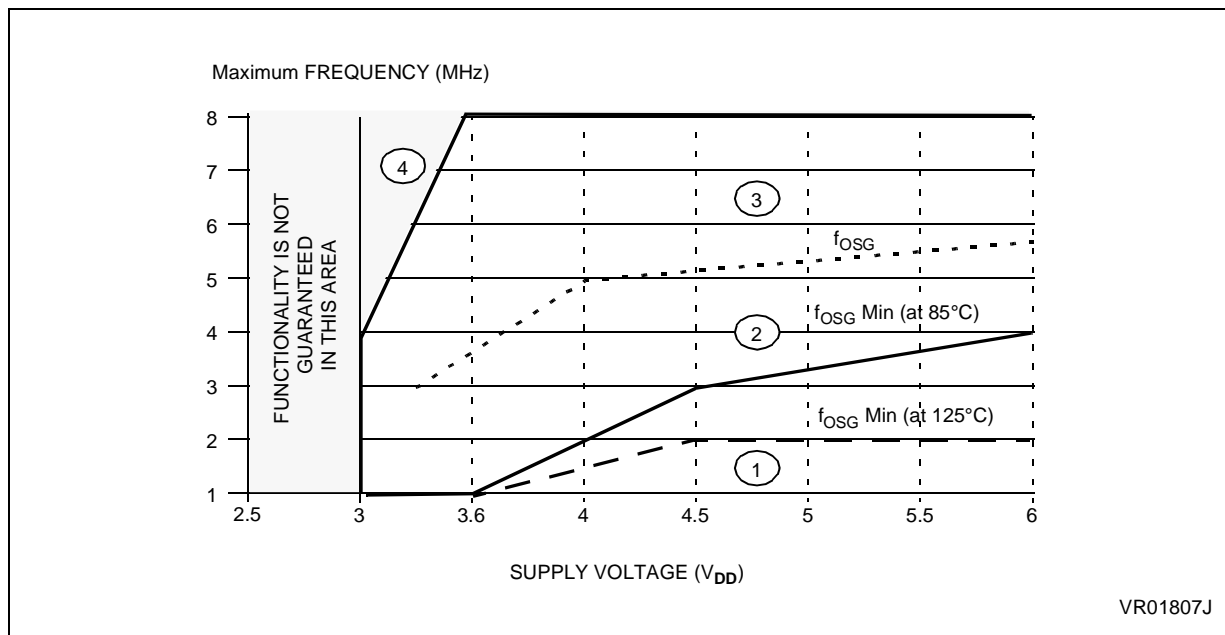 Maximum FREQUENCY (MHz)
8
7
6
5
4
3
2
1
FUNCTIONALITY IS NOT
GUARANTEED
IN THIS AREA
4
3
fOSG
2
fOSG Min (at 85°C)
fOSG Min (at 125°C)
1
2.5 3 3.6 4 4.5 5 5.5 6
SUPPLY VOLTAGE (VDD)
VR01807J